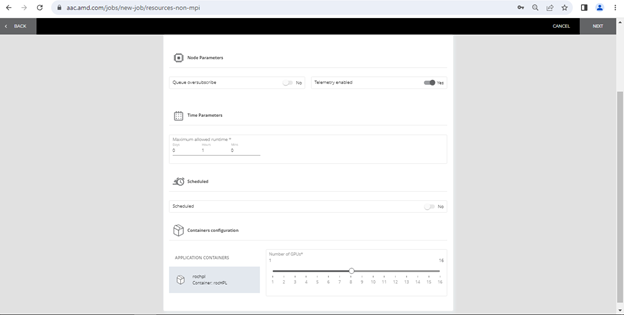 aac.amd.com/jobs/new-job/resources-non-mpi
BACK
CANCEL
NEXT
Node Parameters
Queue oversubscribe No
Telemetry enabled Yes
Time Parameters
Maximum allowed runtime *
Days Hours Mins
0 1 0
Scheduled
Scheduled No
Containers configuration
APPLICATION CONTAINERS
rochpl
Container: rocHPL
Number of GPUs*
1 16
1 2 3 4 5 6 7 8 9 10 11 12 13 14 15 16